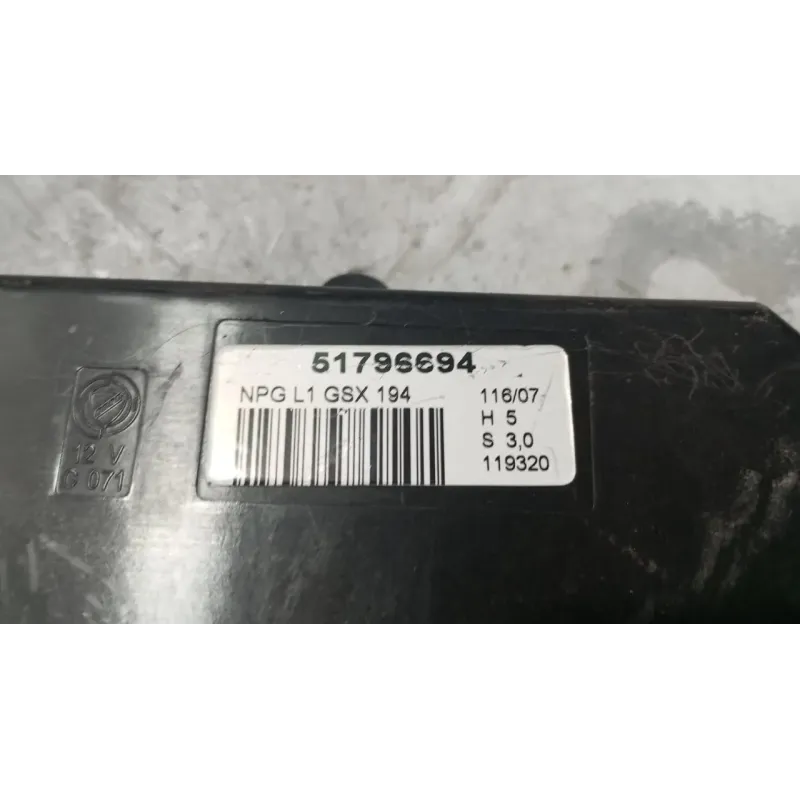 51796694
NPG L1 GSX 194
116/07
H 5
S 3,0
119320
12 V
G 071